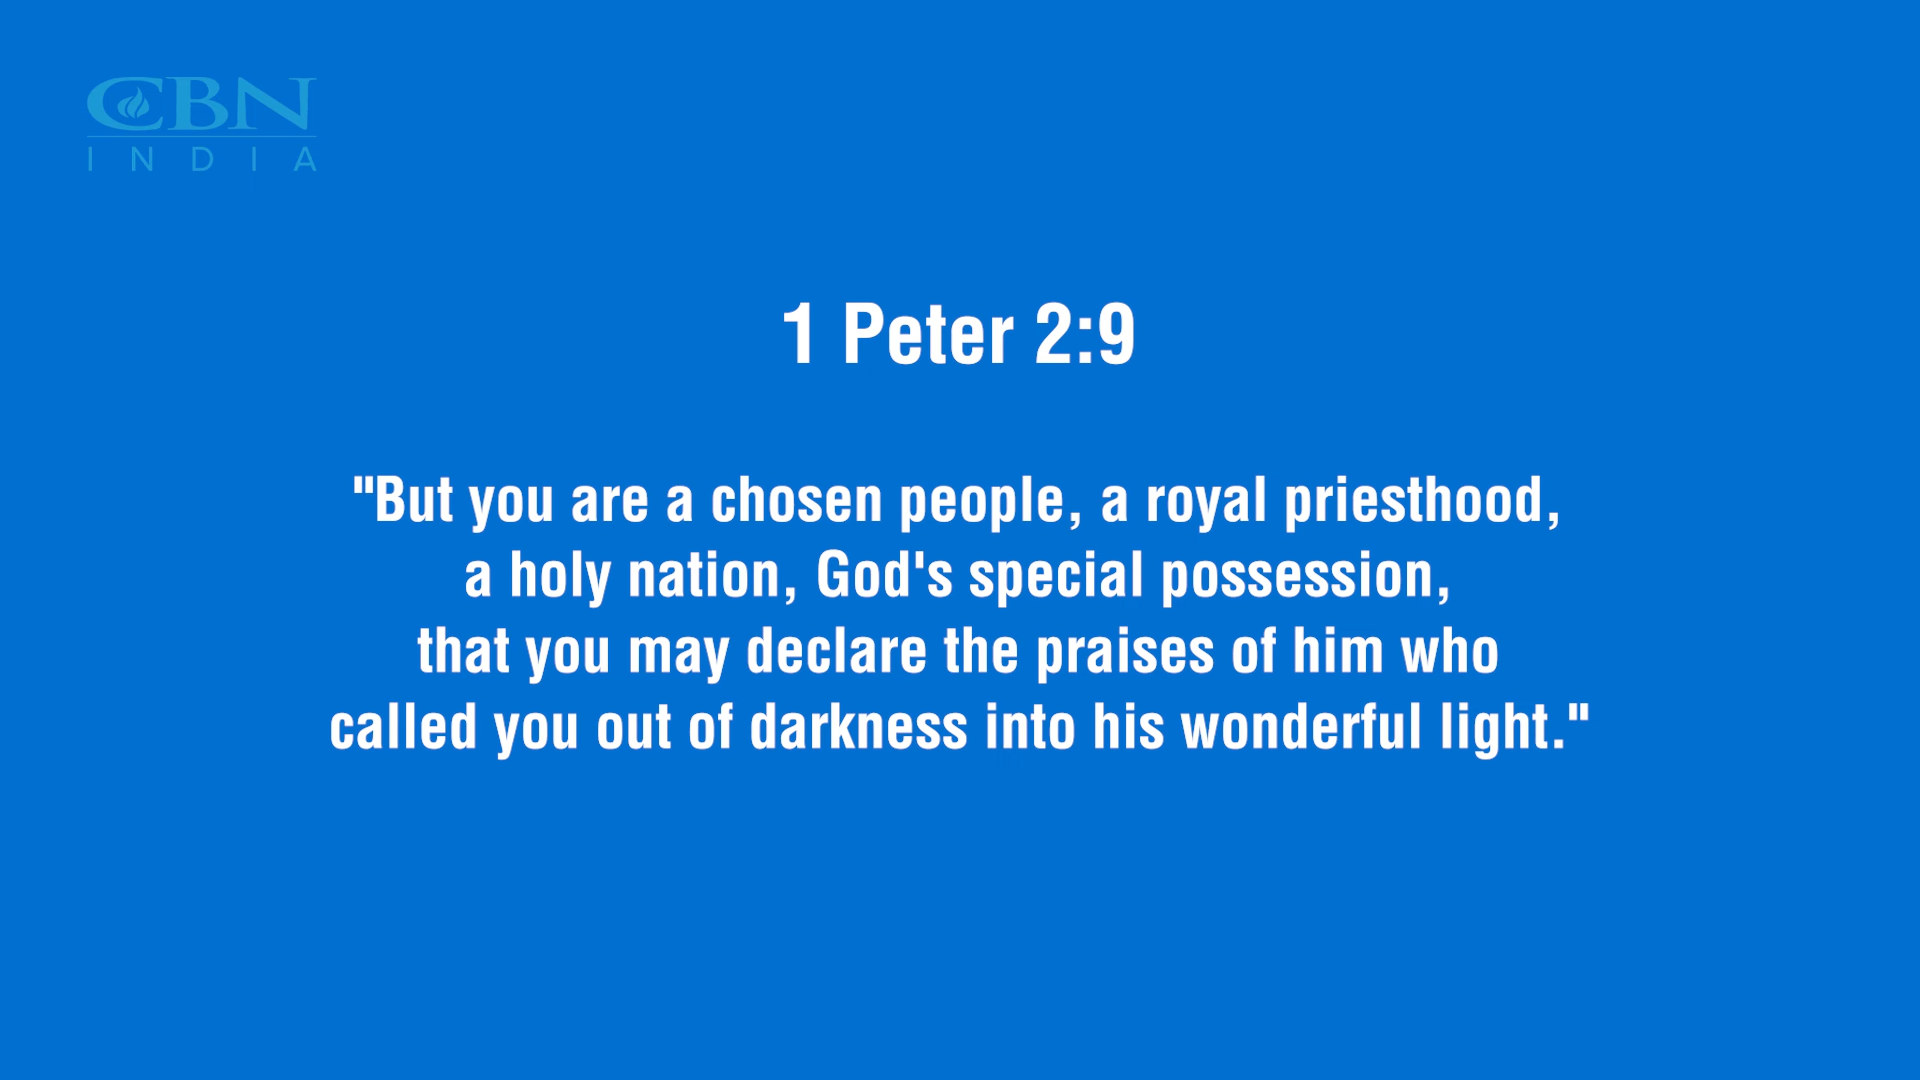 CBN
INDIA
1 Peter 2:9
"But you are a chosen people, a royal priesthood,
a holy nation, God's special possession,
that you may declare the praises of him who
called you out of darkness into his wonderful light."